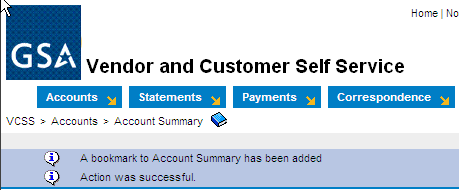 Home | No
GSA
Vendor and Customer Self Service
Accounts Statements Payments Correspondence
VCSS > Accounts > Account Summary
A bookmark to Account Summary has been added
Action was successful.